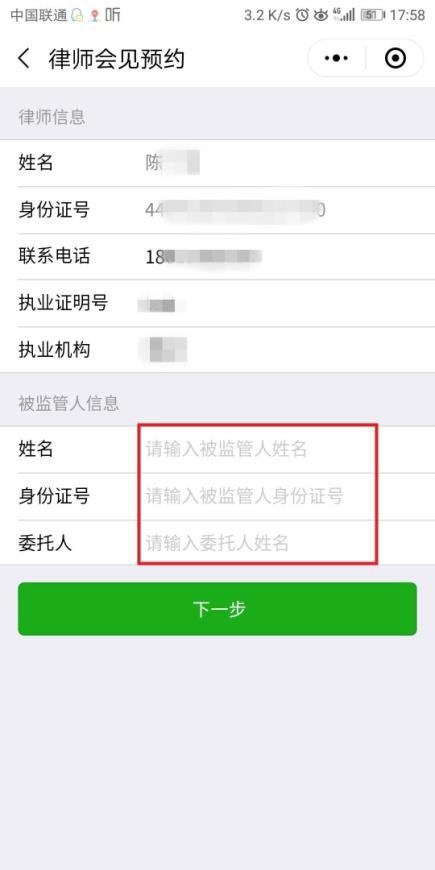 中国联通 听 3.2 K/s 4G 57 17:58
律师会见预约
律师信息
姓名 陈
身份证号 44 0
联系电话 18
执业证明号
执业机构
被监管人信息
姓名 请输入被监管人姓名
身份证号 请输入被监管人身份证号
委托人 请输入委托人姓名
下一步